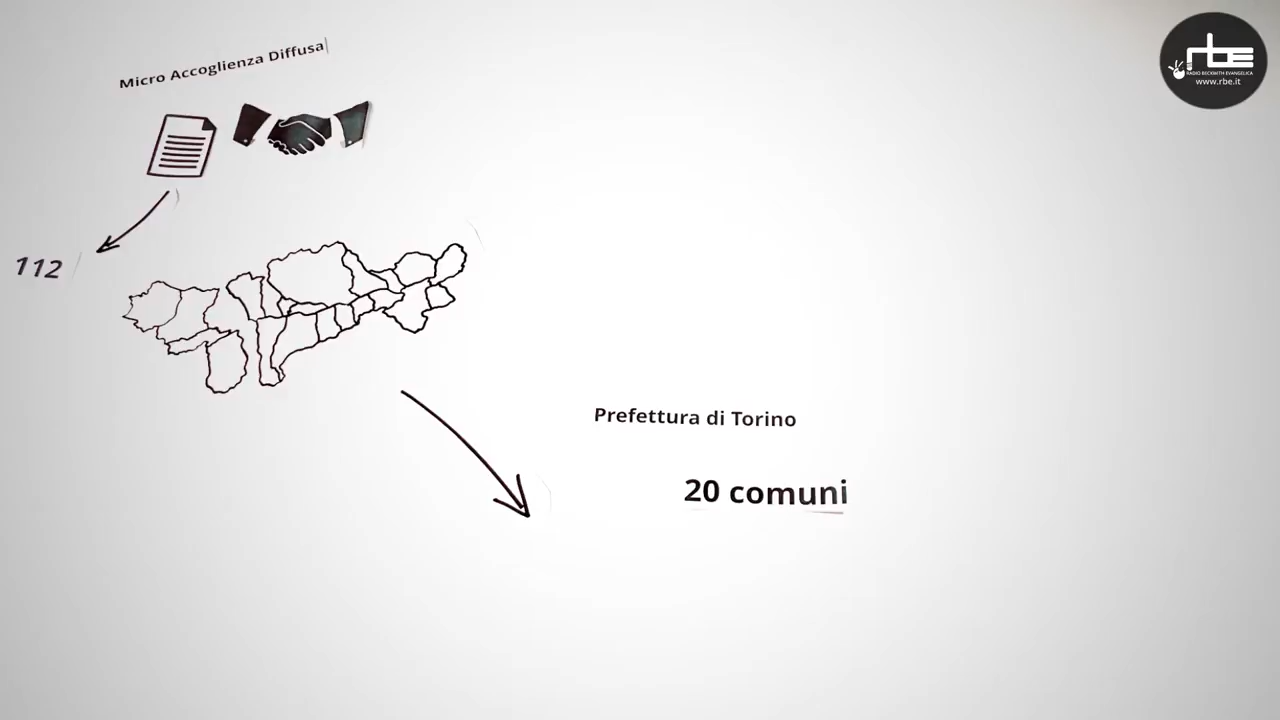 Micro Accoglienza Diffusa
112
Prefettura di Torino
20 comuni
rbe
RADIO BECKWITH EVANGELICA
www.rbe.it